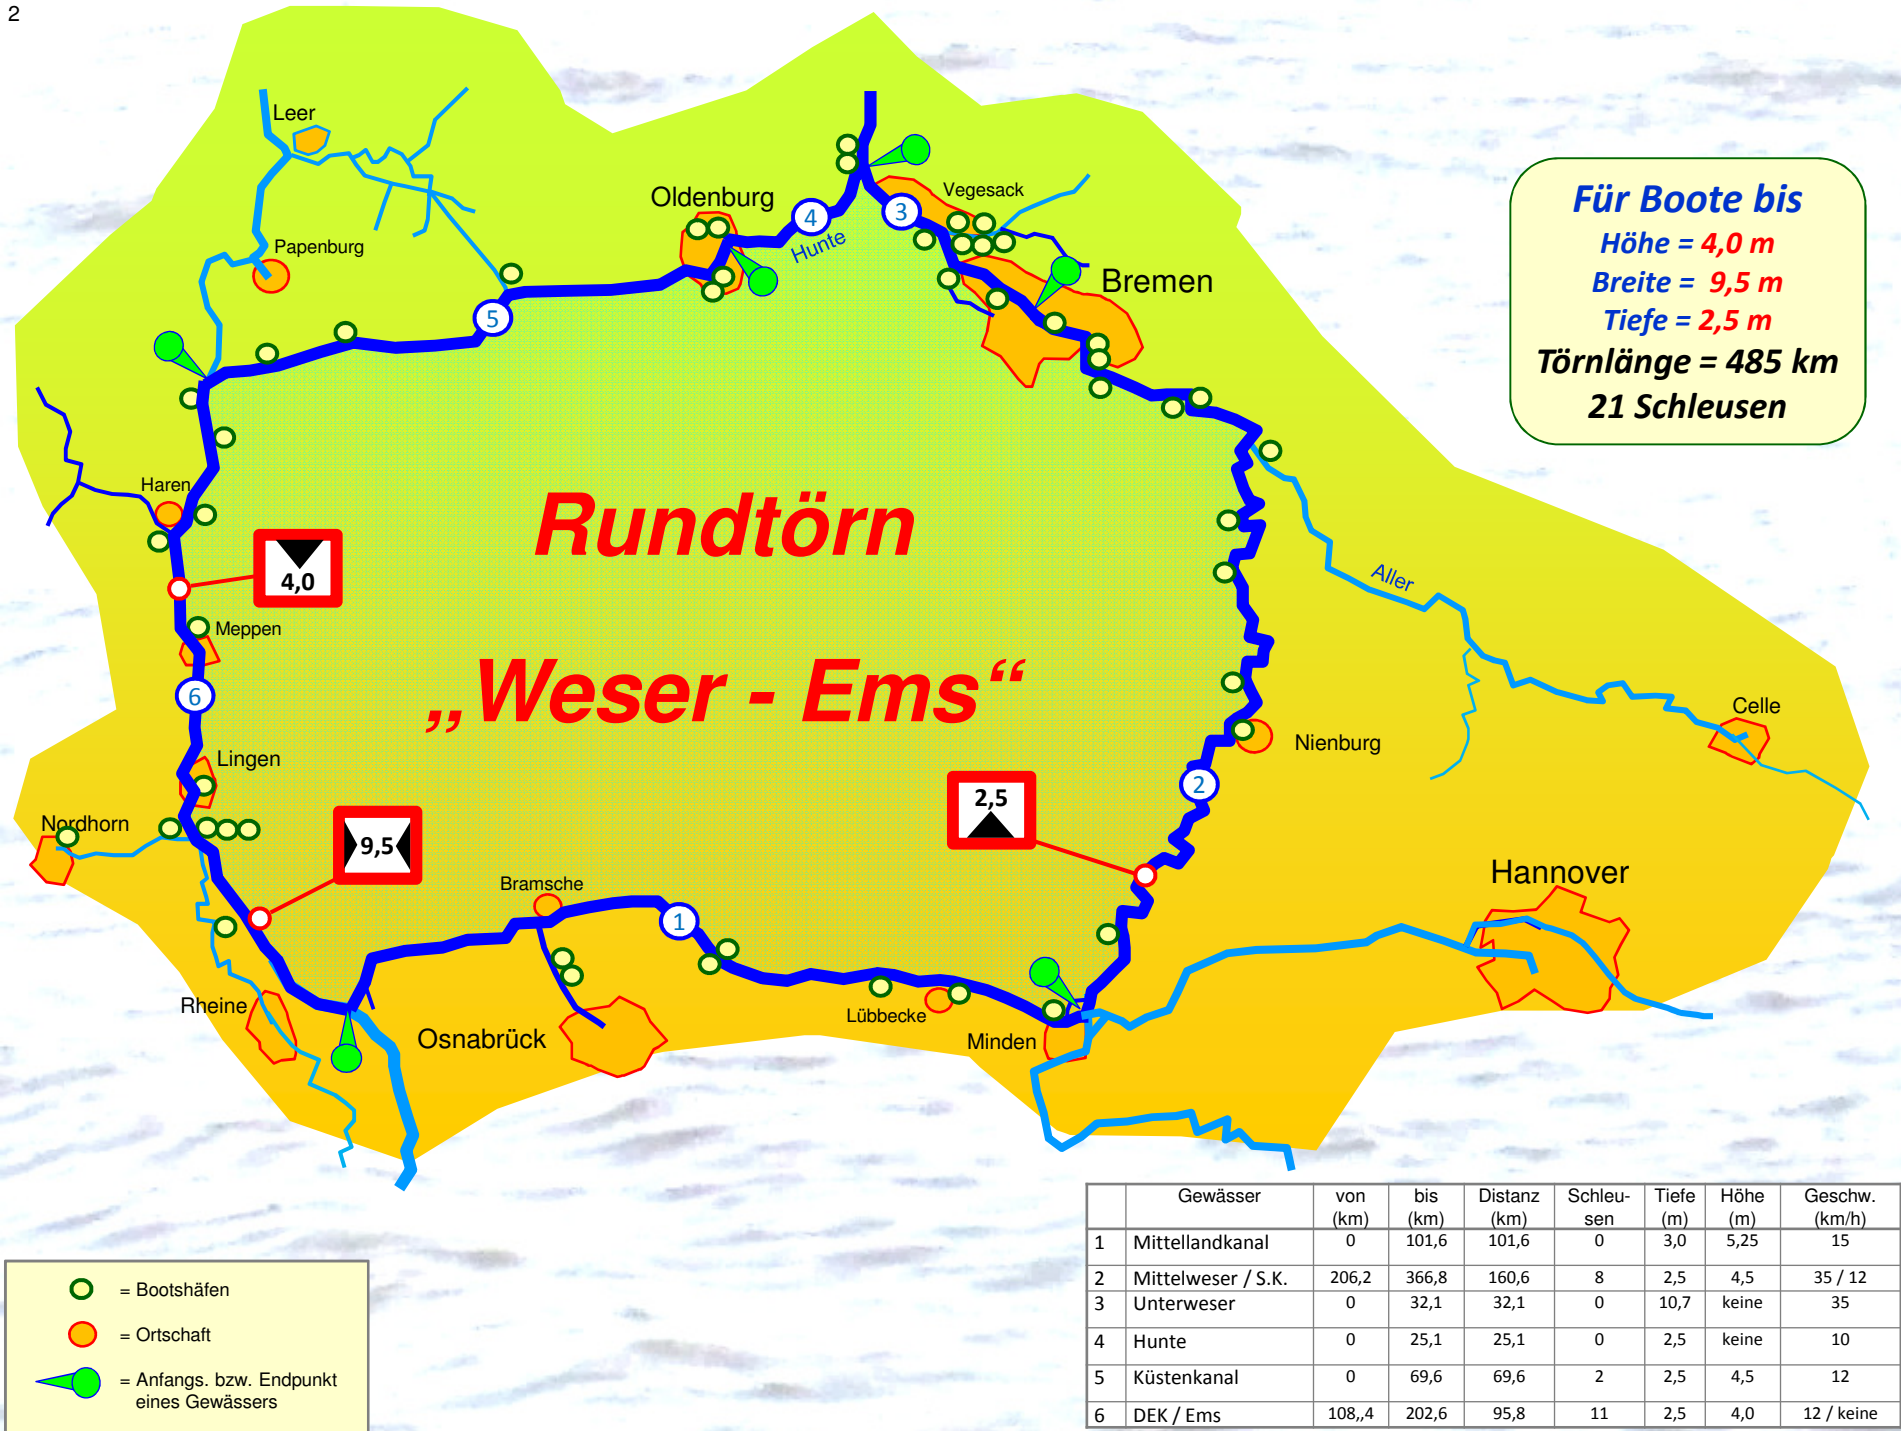 2
Leer
Papenburg
Oldenburg
4
Hunte
3
Vegesack
Bremen
5
Für Boote bis
Höhe = 4,0 m
Breite = 9,5 m
Tiefe = 2,5 m
Törnlänge = 485 km
21 Schleusen
Haren
4,0
Meppen
Rundtörn
„Weser - Ems“
Aller
Celle
6
Lingen
Nienburg
2
2,5
Nordhorn
9,5
Bramsche
1
Hannover
Rheine
Osnabrück
Lübbecke
Minden
= Bootshäfen
= Ortschaft
= Anfangs. bzw. Endpunkt
eines Gewässers
Gewässer von (km) bis (km) Distanz (km) Schleu-sen Tiefe (m) Höhe (m) Geschw. (km/h)
1 Mittellandkanal 0 101,6 101,6 0 3,0 5,25 15
2 Mittelweser / S.K. 206,2 366,8 160,6 8 2,5 4,5 35 / 12
3 Unterweser 0 32,1 32,1 0 10,7 keine 35
4 Hunte 0 25,1 25,1 0 2,5 keine 10
5 Küstenkanal 0 69,6 69,6 2 2,5 4,5 12
6 DEK / Ems 108,,4 202,6 95,8 11 2,5 4,0 12 / keine